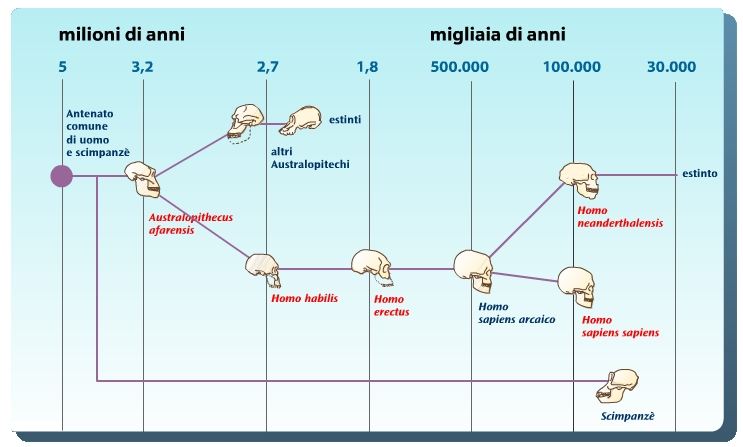 milioni di anni
migliaia di anni
5
3,2
2,7
1,8
500.000
100.000
30.000
Antenato
comune
di uomo
e scimpanzè
estinti
altri
Australopitechi
Australopithecus
afarensis
estinto
Homo
neanderthalensis
Homo habilis
Homo
erectus
Homo
sapiens arcaico
Homo
sapiens sapiens
Scimpanzè